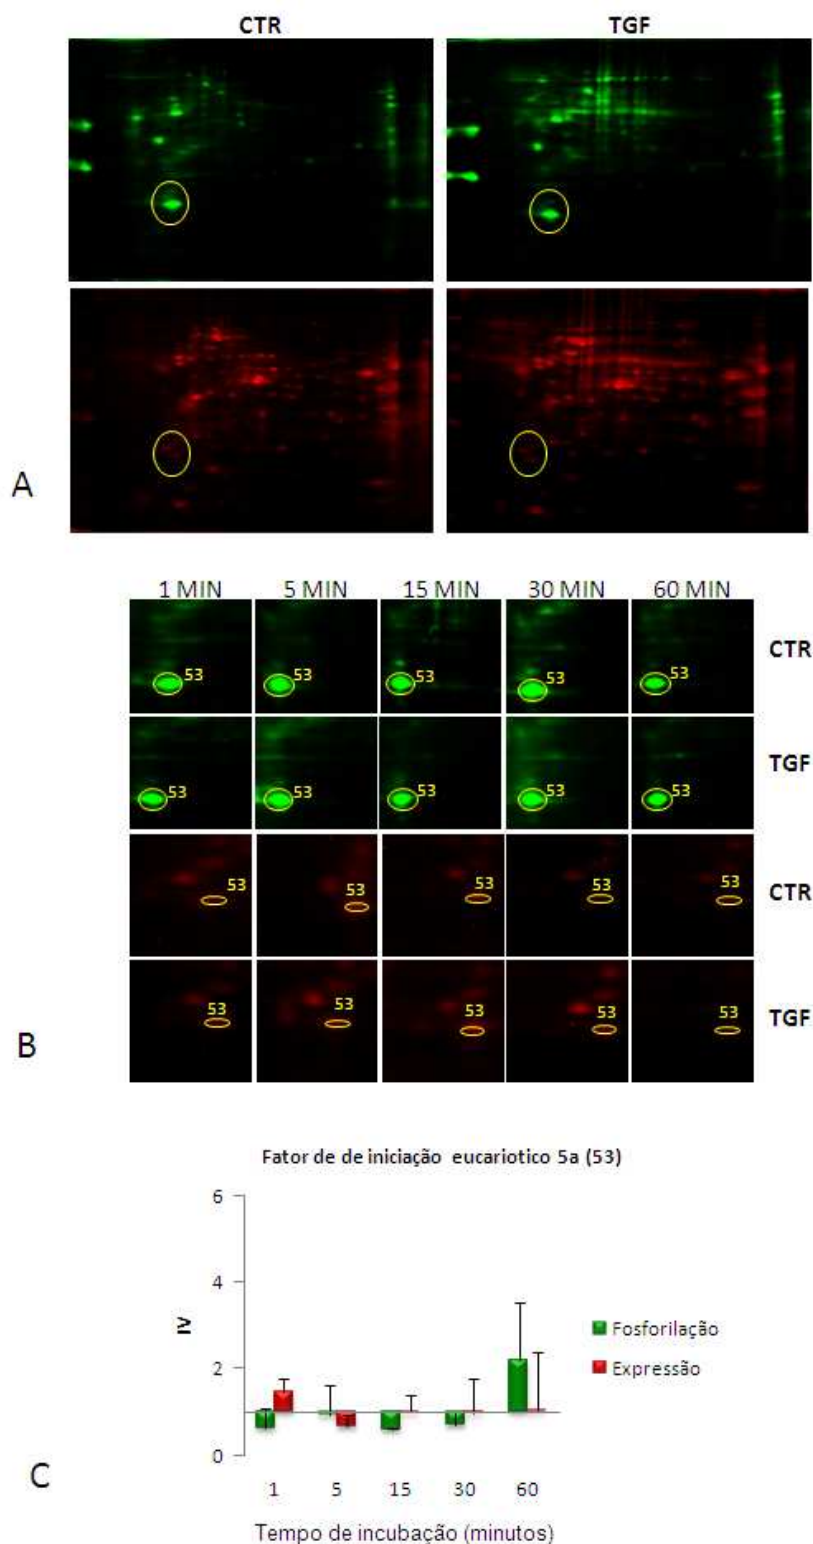 CTR TGF
A
1 MIN 5 MIN 15 MIN 30 MIN 60 MIN
53 53 53 53 53 CTR
53 53 53 53 53 TGF
53 53 53 53 53 CTR
53 53 53 53 53 TGF
B
Fator de de iniciação eucariotico 5a (53)
6
4
2
0
IV
Fosforilação
Expressão
1 5 15 30 60
C
Tempo de incubação (minutos)